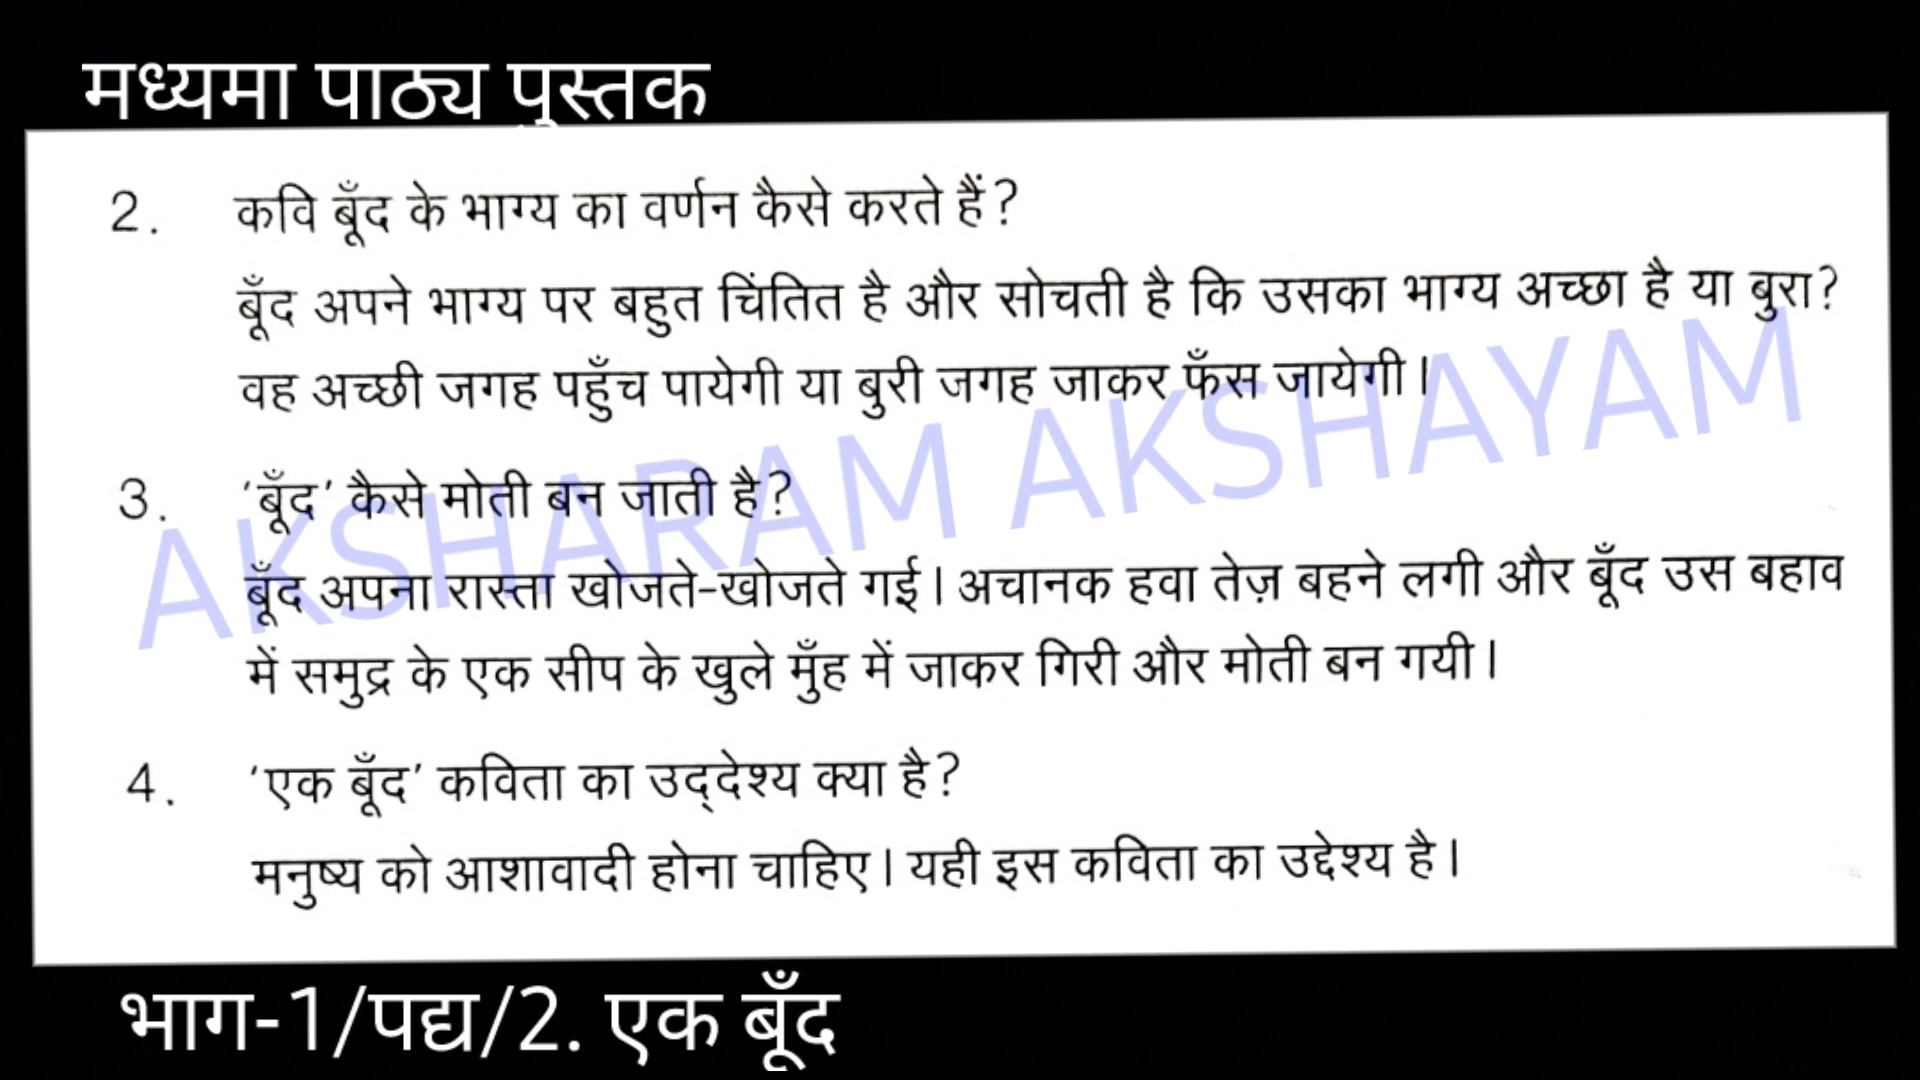 मध्यमा पाठ्य पुस्तक
2. कवि बूँद के भाग्य का वर्णन कैसे करते हैं?
बूँद अपने भाग्य पर बहुत चिंतित है और सोचती है कि उसका भाग्य अच्छा है या बुरा?
वह अच्छी जगह पहुँच पायेगी या बुरी जगह जाकर फँस जायेगी।
3. ‘बूँद’ कैसे मोती बन जाती है?
बूँद अपना रास्ता खोजते-खोजते गई। अचानक हवा तेज़ बहने लगी और बूँद उस बहाव
में समुद्र के एक सीप के खुले मुँह में जाकर गिरी और मोती बन गयी।
4. ‘एक बूँद’ कविता का उद्‌देश्य क्या है?
मनुष्य को आशावादी होना चाहिए। यही इस कविता का उद्देश्य है।
AKSHARAM AKSHAYAM
भाग-1/पद्य/2. एक बूँद